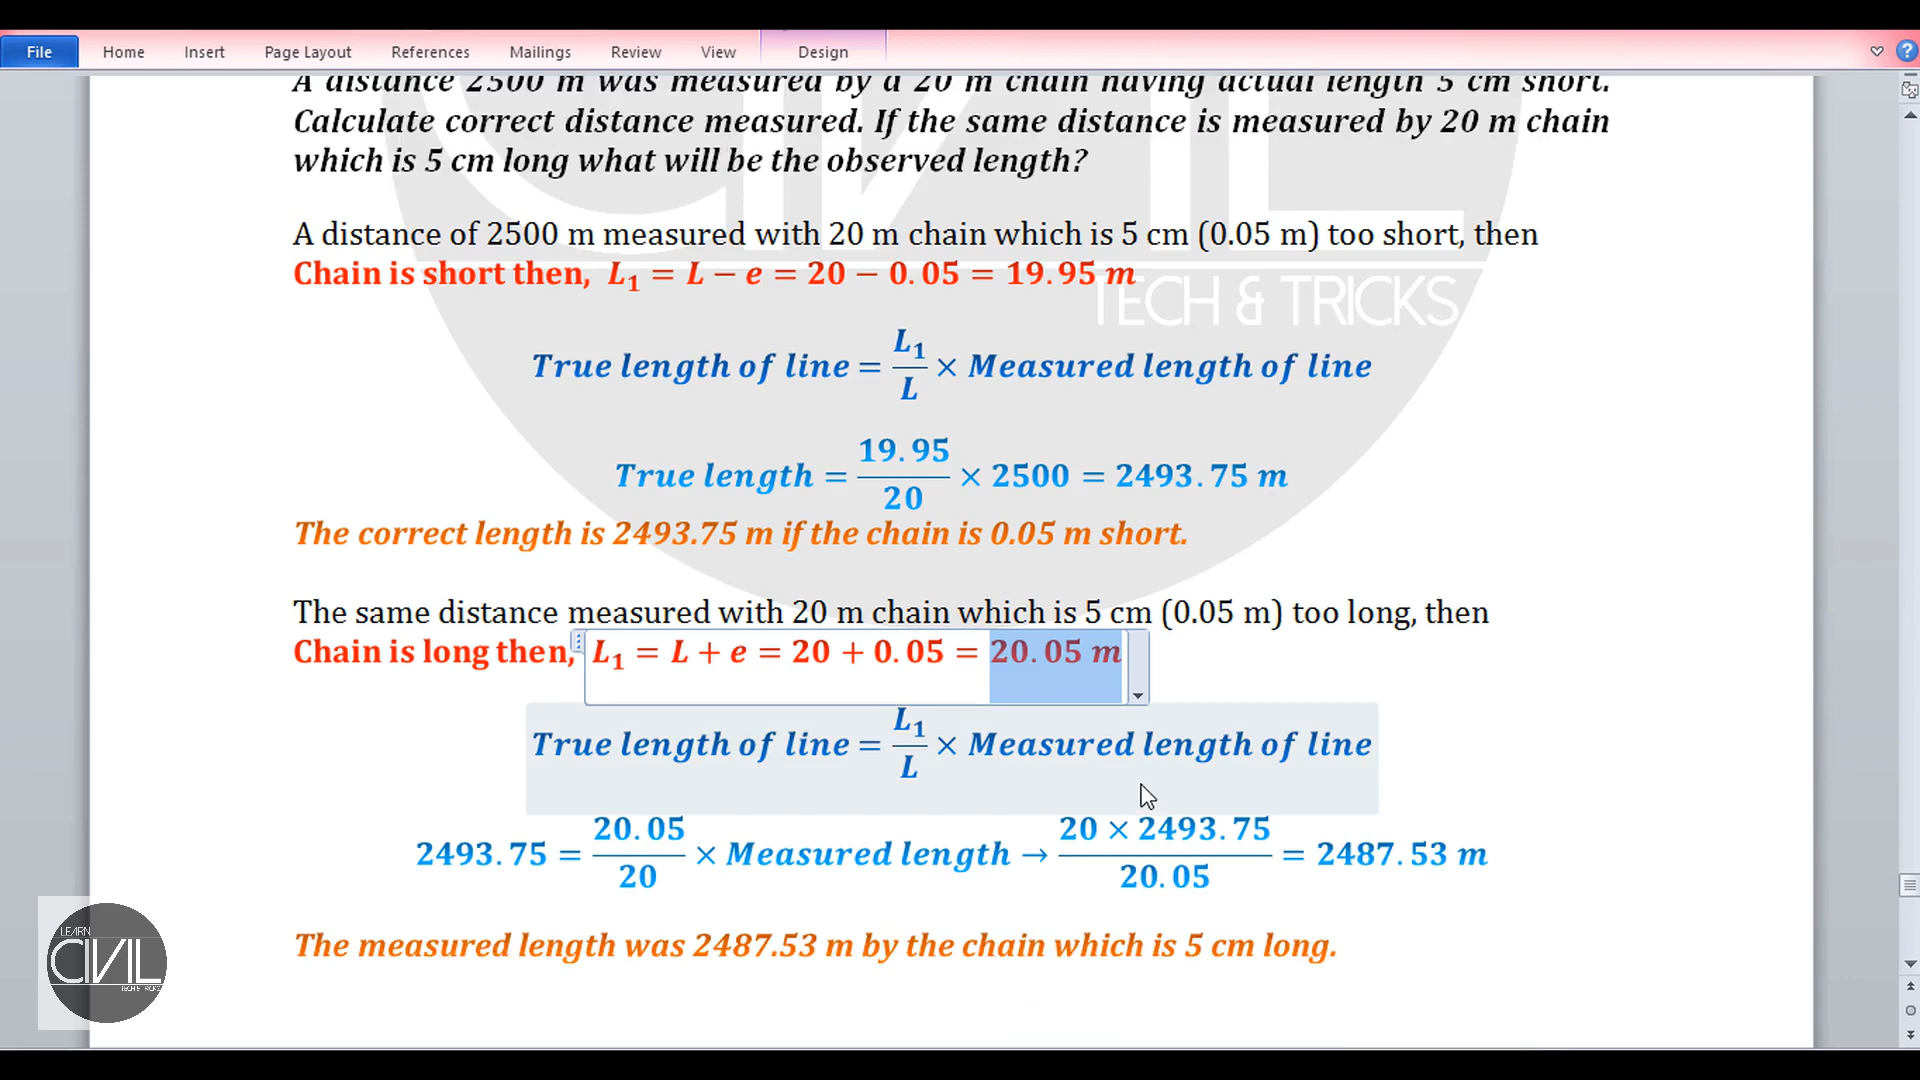 File Home Insert Page Layout References Mailings Review View Design
A distance 2500 m was measured by a 20 m chain having actual length 5 cm short.
Calculate correct distance measured. If the same distance is measured by 20 m chain
which is 5 cm long what will be the observed length?
A distance of 2500 m measured with 20 m chain which is 5 cm (0.05 m) too short, then
Chain is short then, L₁ = L − e = 20 − 0.05 = 19.95 m
TECH & TRICKS
True length of line = L₁/L × Measured length of line
True length = 19.95/20 × 2500 = 2493.75 m
The correct length is 2493.75 m if the chain is 0.05 m short.
The same distance measured with 20 m chain which is 5 cm (0.05 m) too long, then
Chain is long then, L₁ = L + e = 20 + 0.05 = 20.05 m
True length of line = L₁/L × Measured length of line
2493.75 = 20.05/20 × Measured length → 20 × 2493.75/20.05 = 2487.53 m
The measured length was 2487.53 m by the chain which is 5 cm long.
LEARN
CIVIL
TECH & TRICKS